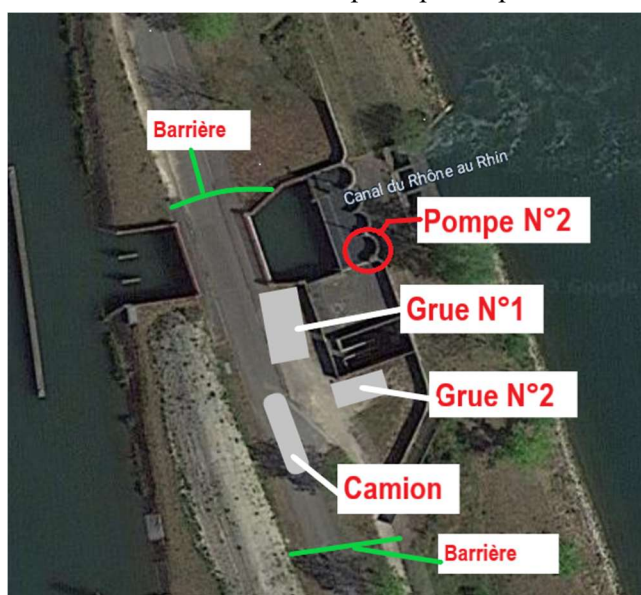 Barrière
Canal du Rhône au Rhin
Pompe N°2
Grue N°1
Grue N°2
Camion
Barrière